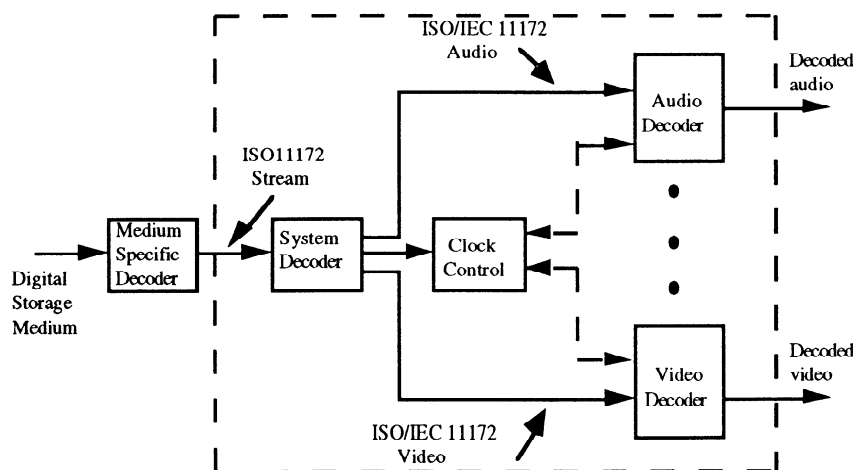 ISO/IEC 11172
Audio
Decoded
audio
Audio
Decoder
ISO11172
Stream
Medium
Specific
Decoder
System
Decoder
Clock
Control
Digital
Storage
Medium
Video
Decoder
Decoded
video
ISO/IEC 11172
Video